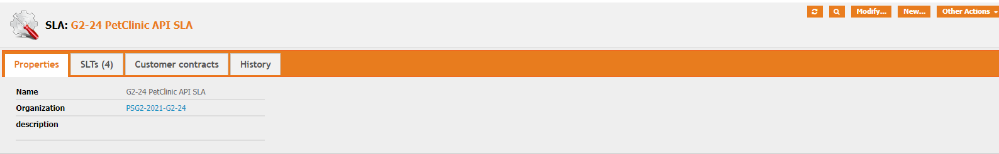 Modify... New... Other Actions
SLA: G2-24 PetClinic API SLA
Properties SLTs (4) Customer contracts History
Name G2-24 PetClinic API SLA
Organization PSG2-2021-G2-24
description